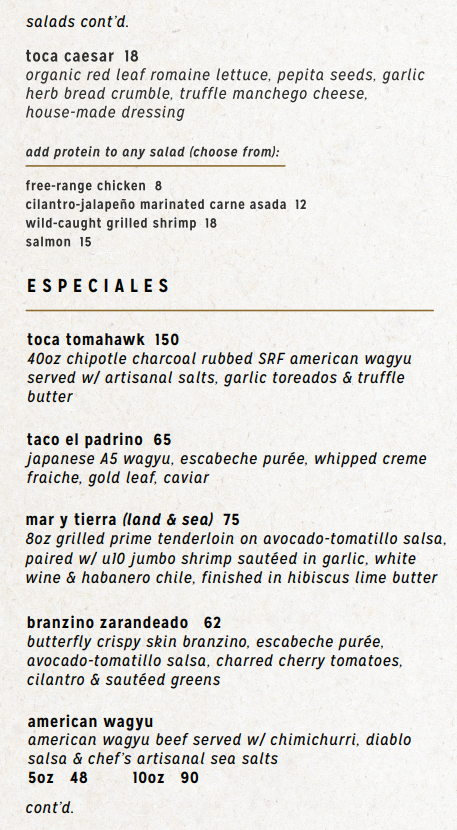 salads cont'd.
toca caesar 18
organic red leaf romaine lettuce, pepita seeds, garlic
herb bread crumble, truffle manchego cheese,
house-made dressing
add protein to any salad (choose from):
free-range chicken 8
cilantro-jalapeño marinated carne asada 12
wild-caught grilled shrimp 18
salmon 15
ESPECIALES
toca tomahawk 150
40oz chipotle charcoal rubbed SRF american wagyu
served w/ artisanal salts, garlic toreados & truffle
butter
taco el padrino 65
japanese A5 wagyu, escabeche purée, whipped creme
fraiche, gold leaf, caviar
mar y tierra (land & sea) 75
8oz grilled prime tenderloin on avocado-tomatillo salsa,
paired w/ u10 jumbo shrimp sautéed in garlic, white
wine & habanero chile, finished in hibiscus lime butter
branzino zarandeado 62
butterfly crispy skin branzino, escabeche purée,
avocado-tomatillo salsa, charred cherry tomatoes,
cilantro & sautéed greens
american wagyu
american wagyu beef served w/ chimichurri, diablo
salsa & chef's artisanal sea salts
5oz 48 10oz 90
cont'd.